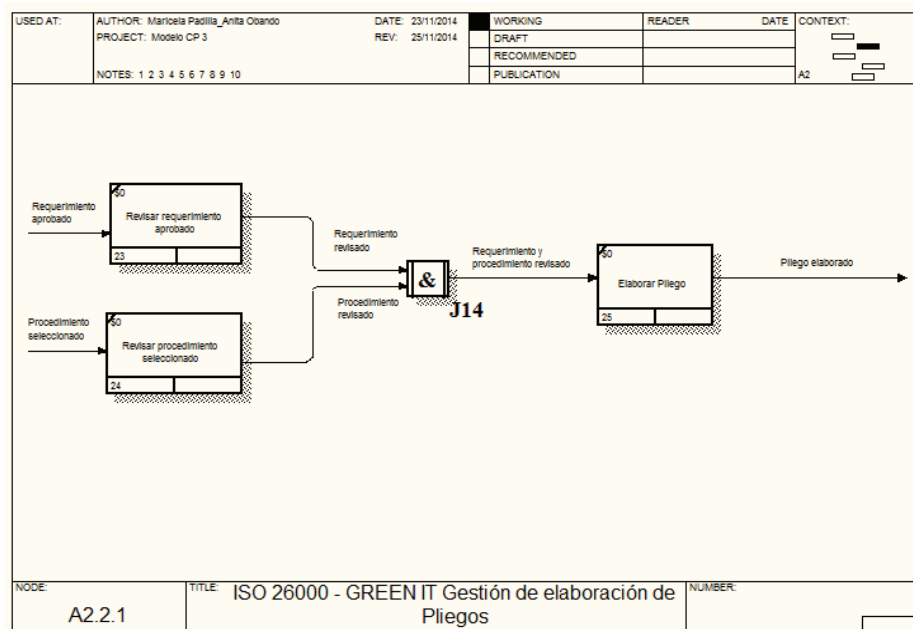 USED AT:
AUTHOR: Maricela Padilla_Anita Obando
DATE: 23/11/2014
WORKING
READER
DATE
CONTEXT:
PROJECT: Modelo CP 3
REV: 25/11/2014
DRAFT
RECOMMENDED
NOTES: 1 2 3 4 5 6 7 8 9 10
PUBLICATION
A2
Requerimiento
aprobado
$0
Revisar requerimiento
aprobado
23
Requerimiento
revisado
Procedimiento
seleccionado
$0
Revisar procedimiento
seleccionado
24
Procedimiento
revisado
&
J14
Requerimiento y
procedimiento revisado
$0
Elaborar Pliego
25
Pliego elaborado
NODE:
A2.2.1
TITLE: ISO 26000 - GREEN IT Gestión de elaboración de
Pliegos
NUMBER: